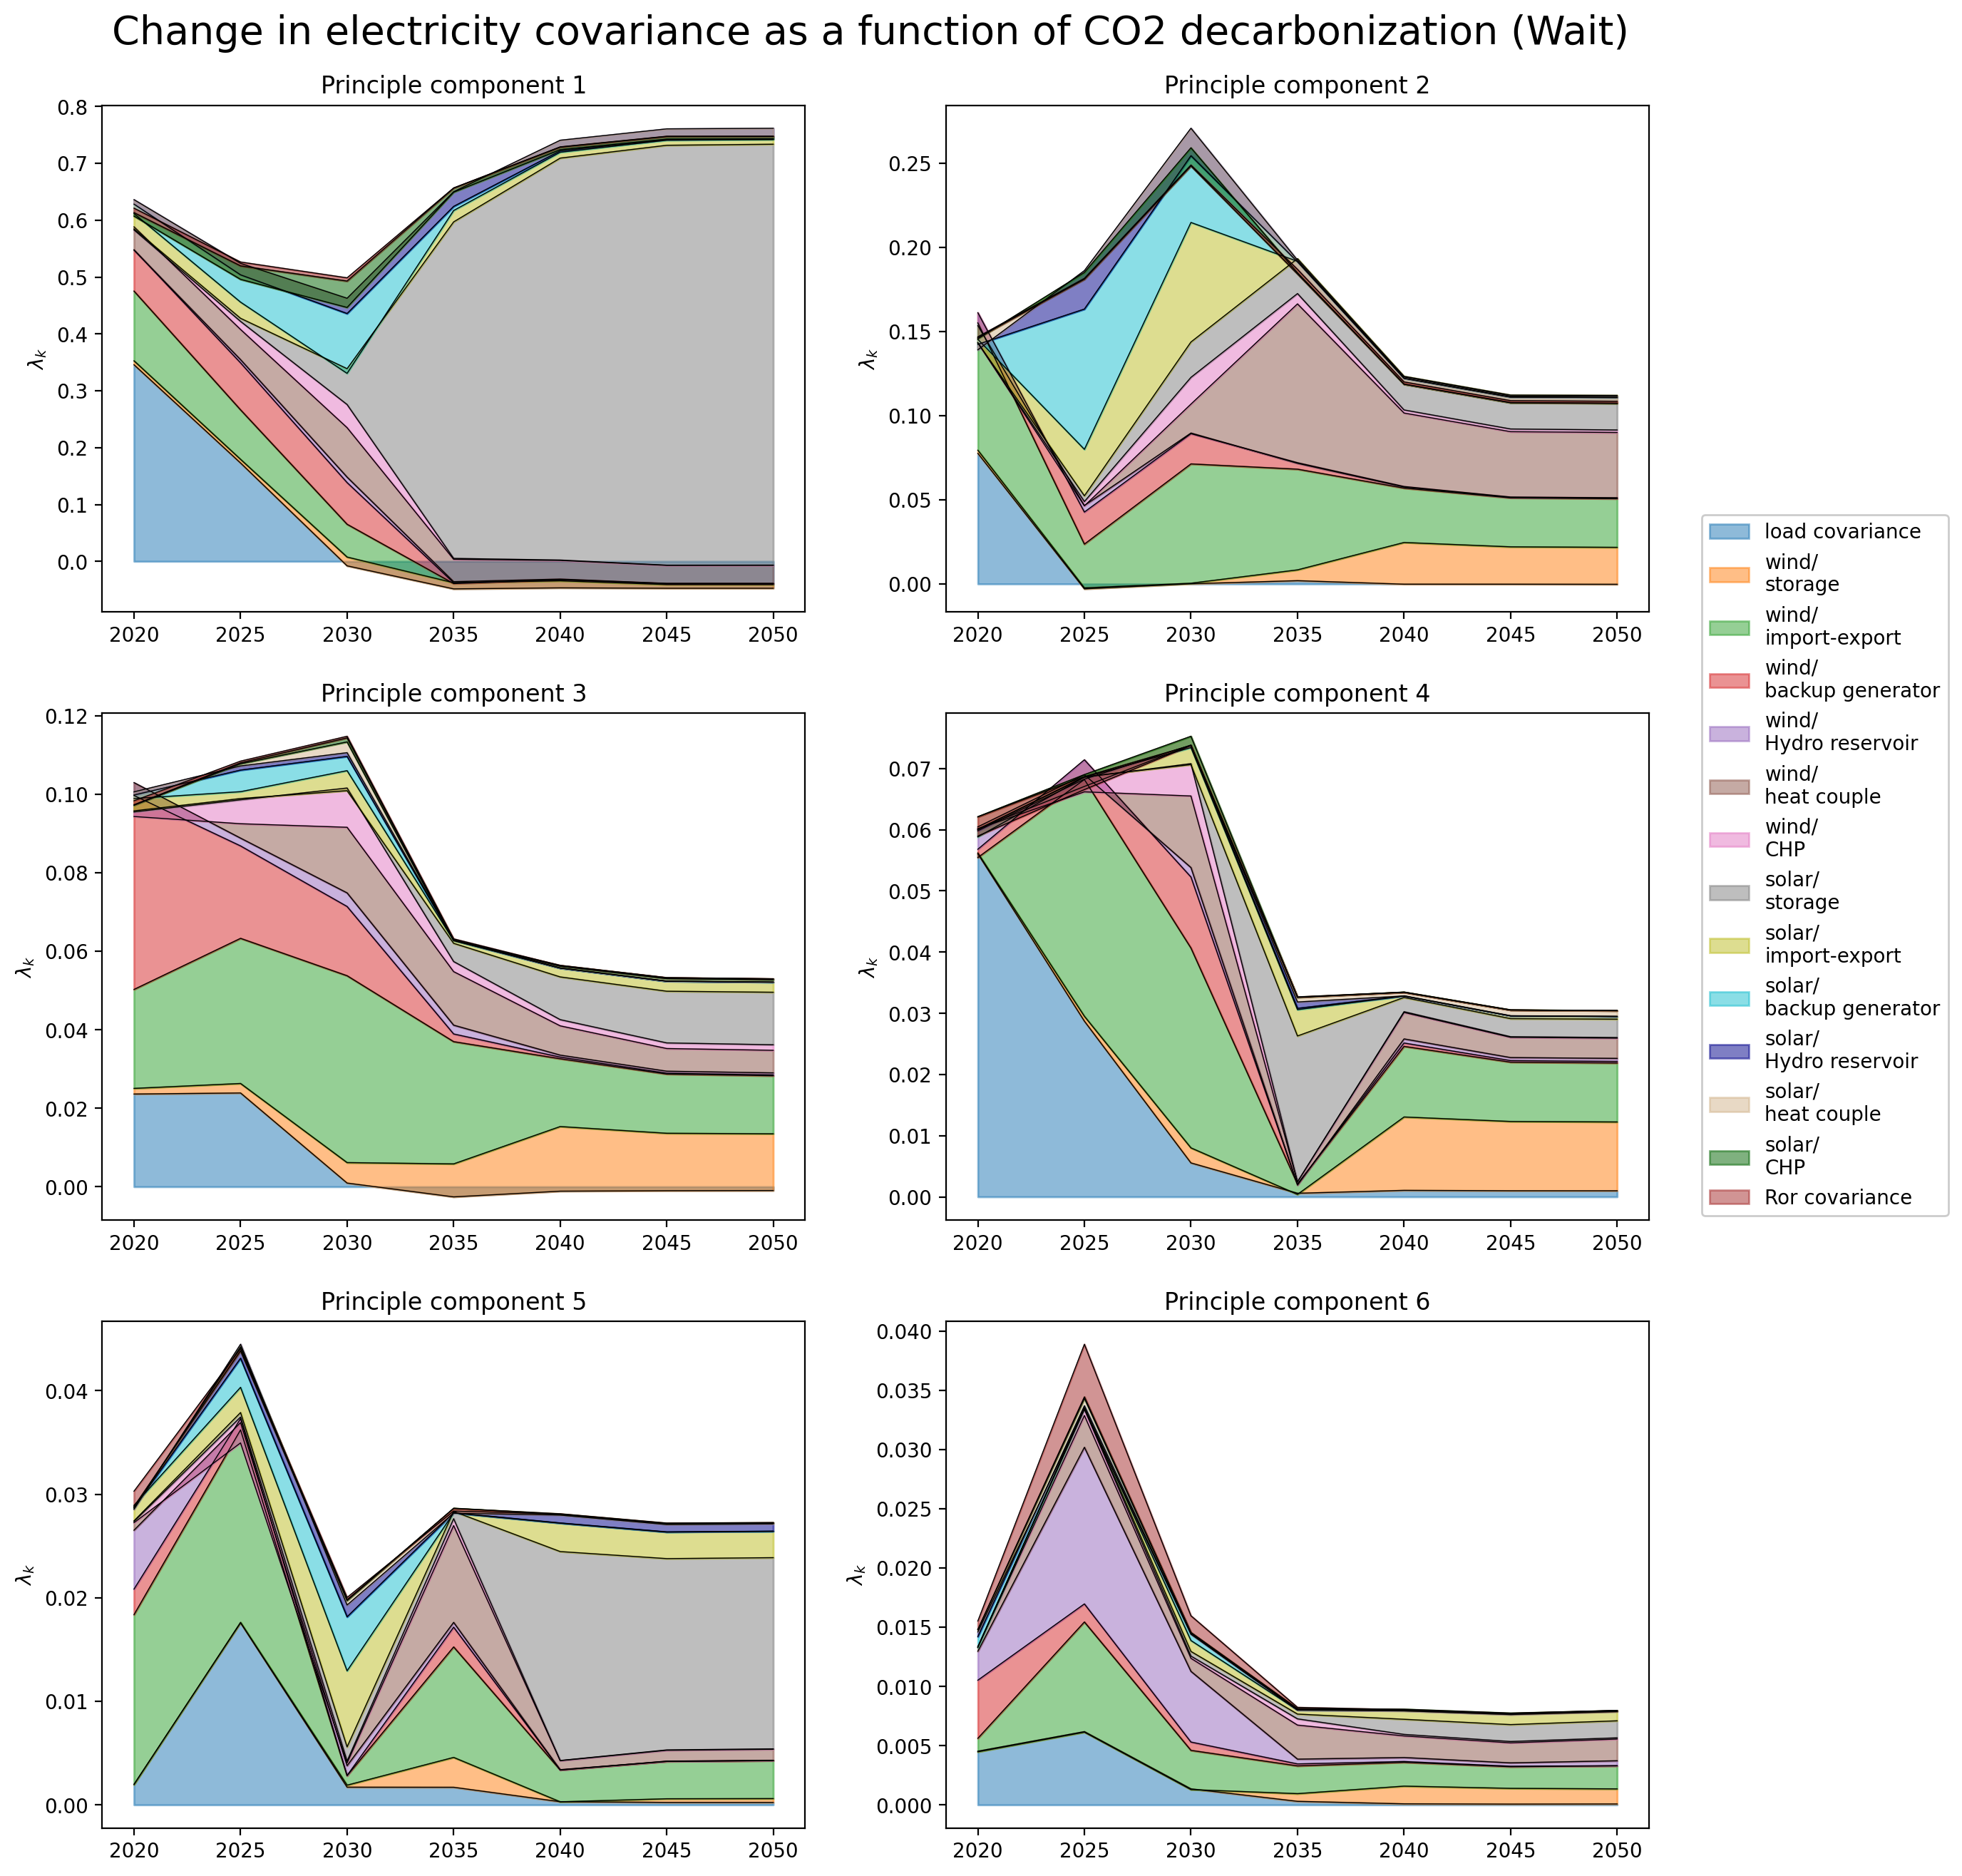 Change in electricity covariance as a function of CO2 decarbonization (Wait)
Principle component 1
λk
0.8
0.7
0.6
0.5
0.4
0.3
0.2
0.1
0.0
2020 2025 2030 2035 2040 2045 2050
Principle component 2
λk
0.25
0.20
0.15
0.10
0.05
0.00
2020 2025 2030 2035 2040 2045 2050
Principle component 3
λk
0.12
0.10
0.08
0.06
0.04
0.02
0.00
2020 2025 2030 2035 2040 2045 2050
Principle component 4
λk
0.07
0.06
0.05
0.04
0.03
0.02
0.01
0.00
2020 2025 2030 2035 2040 2045 2050
Principle component 5
λk
0.04
0.03
0.02
0.01
0.00
2020 2025 2030 2035 2040 2045 2050
Principle component 6
λk
0.040
0.035
0.030
0.025
0.020
0.015
0.010
0.005
0.000
2020 2025 2030 2035 2040 2045 2050
load covariance
wind/
storage
wind/
import-export
wind/
backup generator
wind/
Hydro reservoir
wind/
heat couple
wind/
CHP
solar/
storage
solar/
import-export
solar/
backup generator
solar/
Hydro reservoir
solar/
heat couple
solar/
CHP
Ror covariance